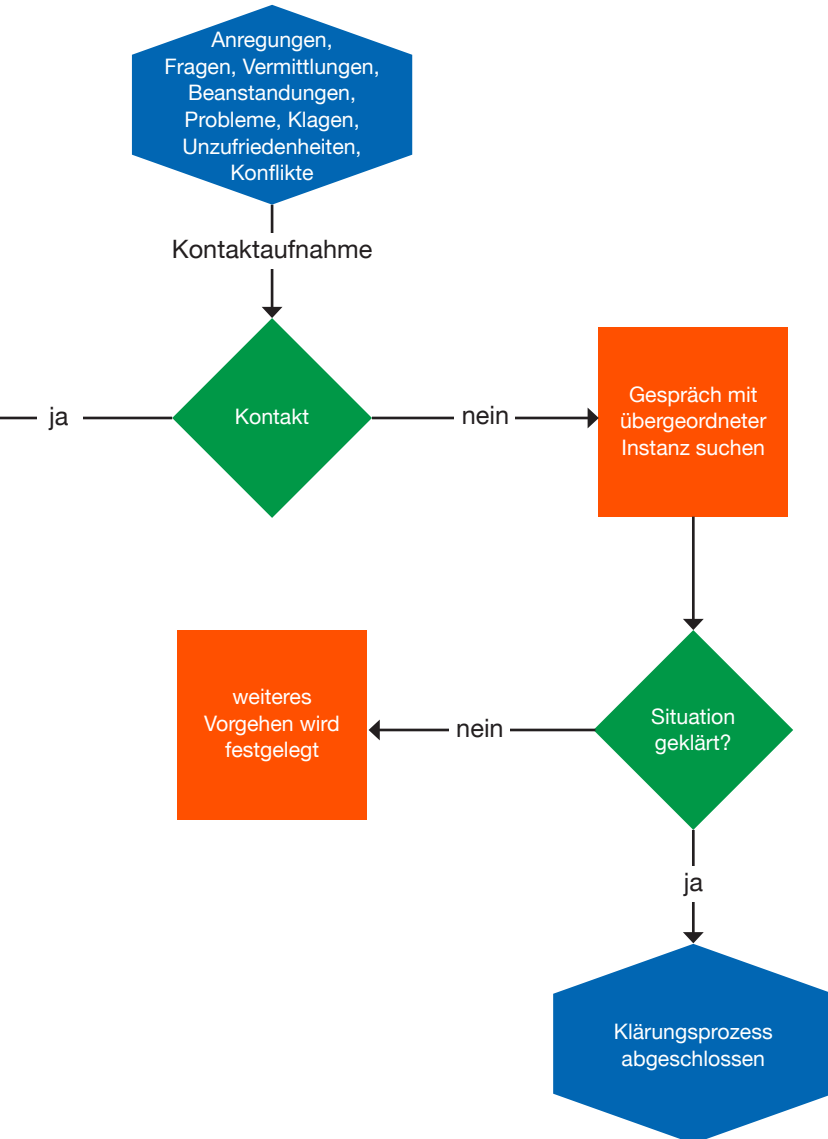 Anregungen,
Fragen, Vermittlungen,
Beanstandungen,
Probleme, Klagen,
Unzufriedenheiten,
Konflikte
Kontaktaufnahme
ja
Kontakt
nein
Gespräch mit
übergeordneter
Instanz suchen
weiteres
Vorgehen wird
festgelegt
nein
Situation
geklärt?
ja
Klärungsprozess
abgeschlossen